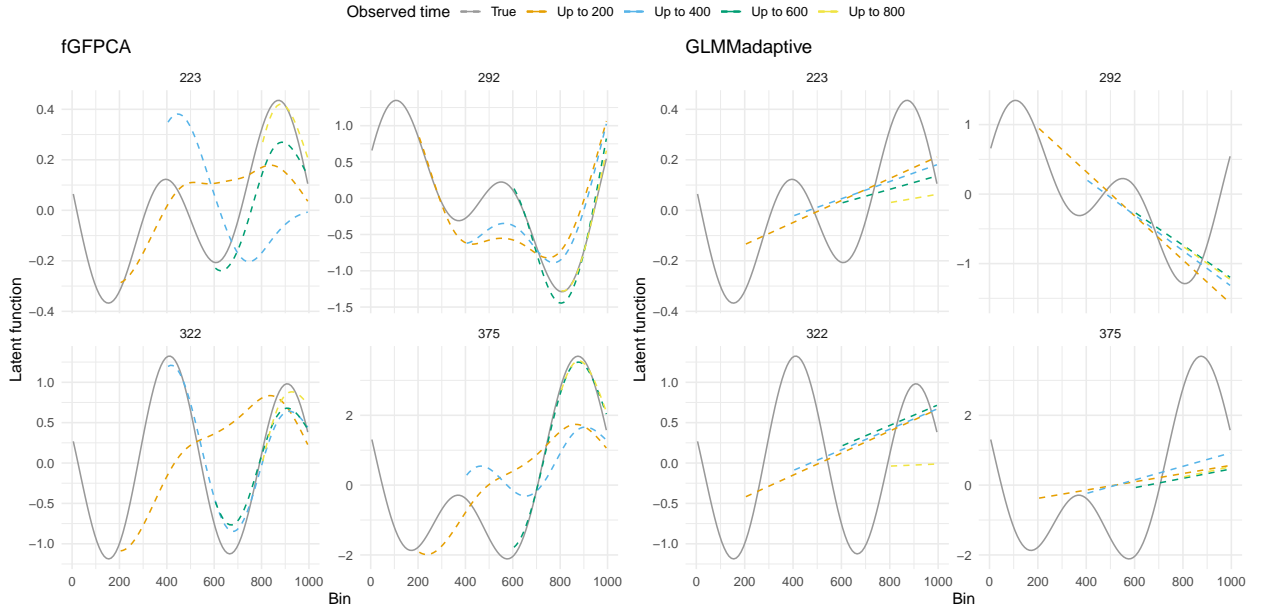 Observed time True Up to 200 Up to 400 Up to 600 Up to 800
fGFPCA GLMMadaptive
223 292 223 292
0.4 0.2 0.0 −0.2 −0.4
1.0 0.5 0.0 −0.5 −1.0 −1.5
0.4 0.2 0.0 −0.2 −0.4
1 0 −1
322 375 322 375
1.0 0.5 0.0 −0.5 −1.0
2 0 −2
1.0 0.5 0.0 −0.5 −1.0
2 0 −2
Latent function Latent function
0 200 400 600 800 1000 0 200 400 600 800 1000 0 200 400 600 800 1000 0 200 400 600 800 1000
Bin Bin